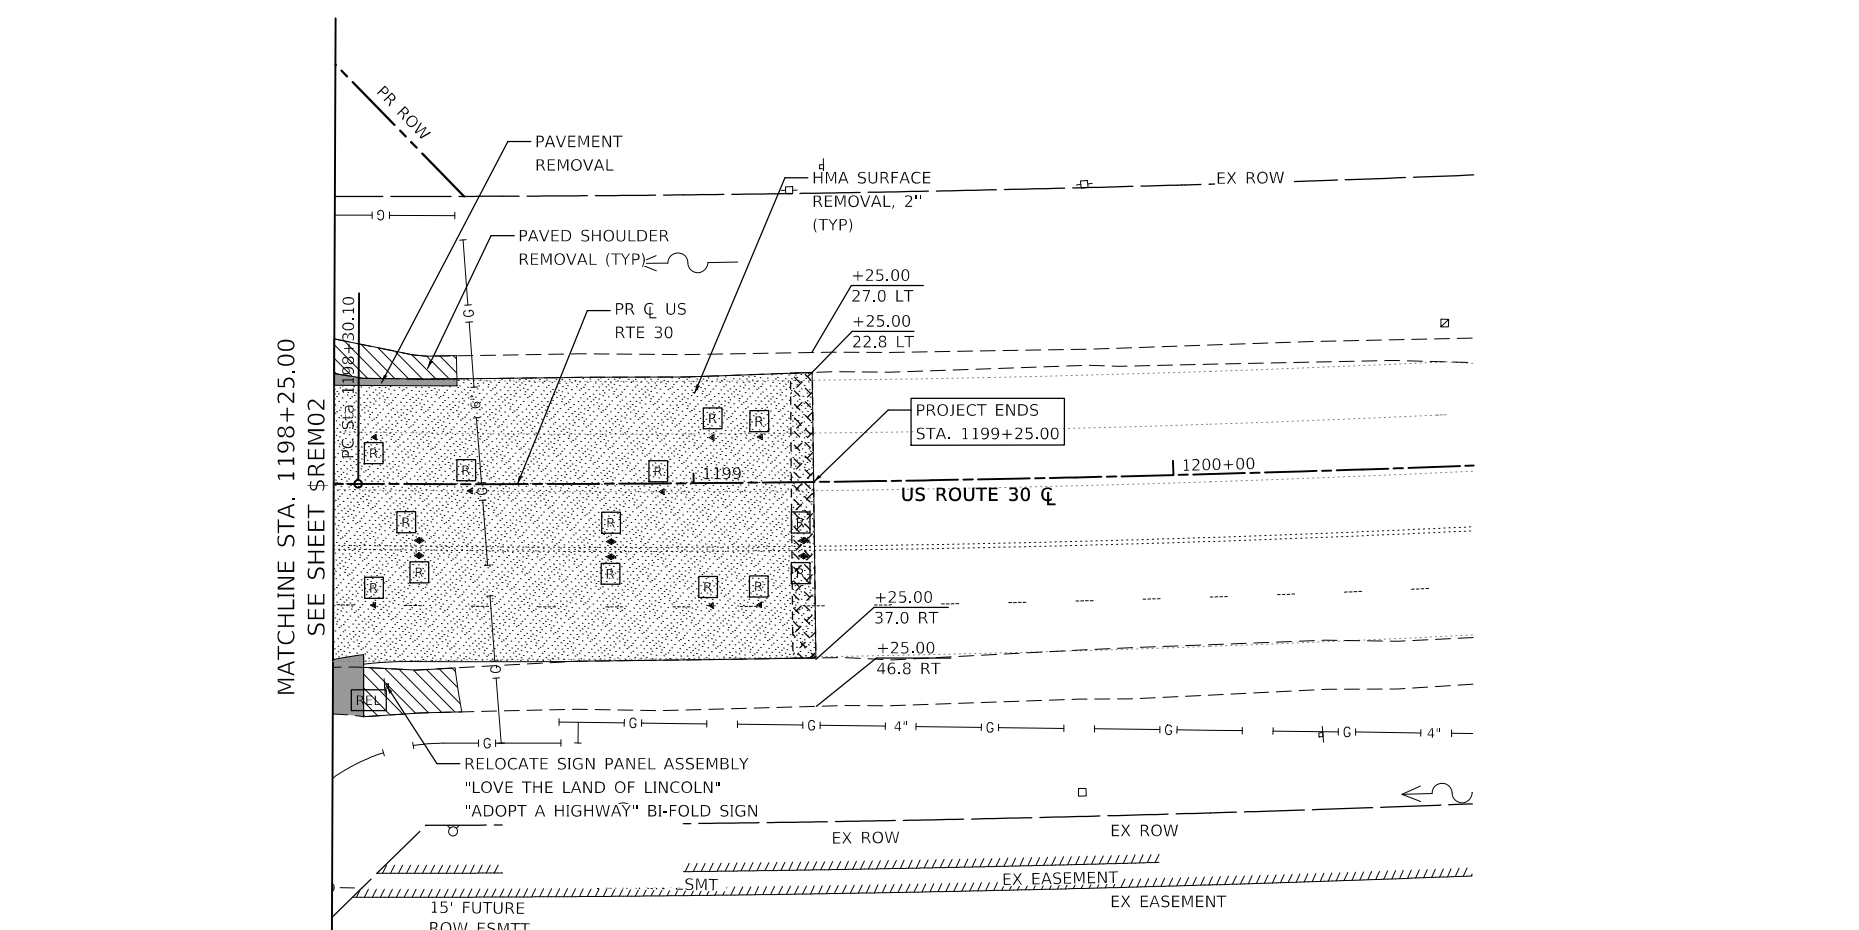 PR ROW
PAVEMENT
REMOVAL
HMA SURFACE
REMOVAL, 2"
(TYP)
EX ROW
G
PAVED SHOULDER
REMOVAL (TYP)
+25.00
27.0 LT
G
PR ℄ US
RTE 30
+25.00
22.8 LT
PC Sta 1198+30.10
MATCHLINE STA. 1198+25.00
SEE SHEET $REM02
6"
R
R
R
PROJECT ENDS
STA. 1199+25.00
R
R
1199
1200+00
G
US ROUTE 30 ℄
R
R
R
R
R
R
R
R
R
R
+25.00
37.0 RT
+25.00
46.8 RT
G
REL
G
G
4"
G
G
G
4"
G
RELOCATE SIGN PANEL ASSEMBLY
"LOVE THE LAND OF LINCOLN"
"ADOPT A HIGHWAY" BI-FOLD SIGN
EX ROW
EX ROW
SMT
EX EASEMENT
EX EASEMENT
15' FUTURE
ROW ESMTT